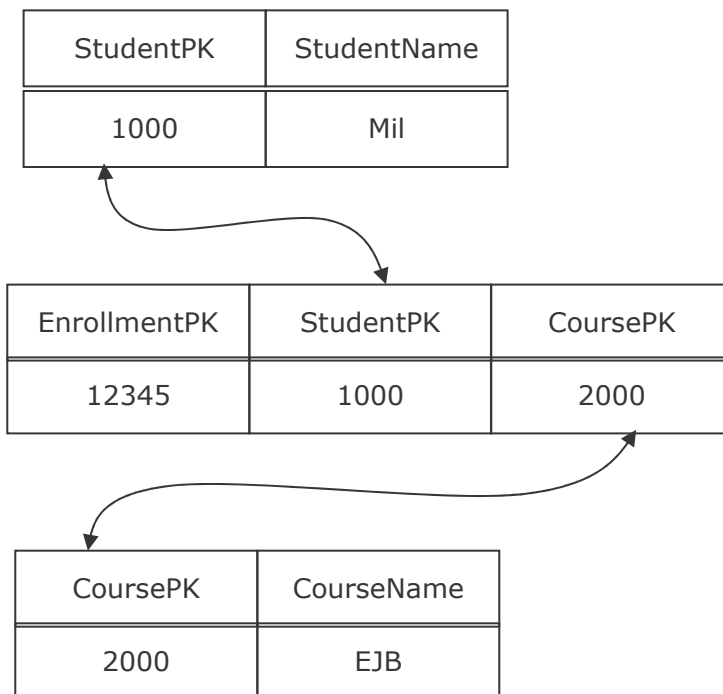 StudentPK StudentName
1000 Mil
EnrollmentPK StudentPK CoursePK
12345 1000 2000
CoursePK CourseName
2000 EJB